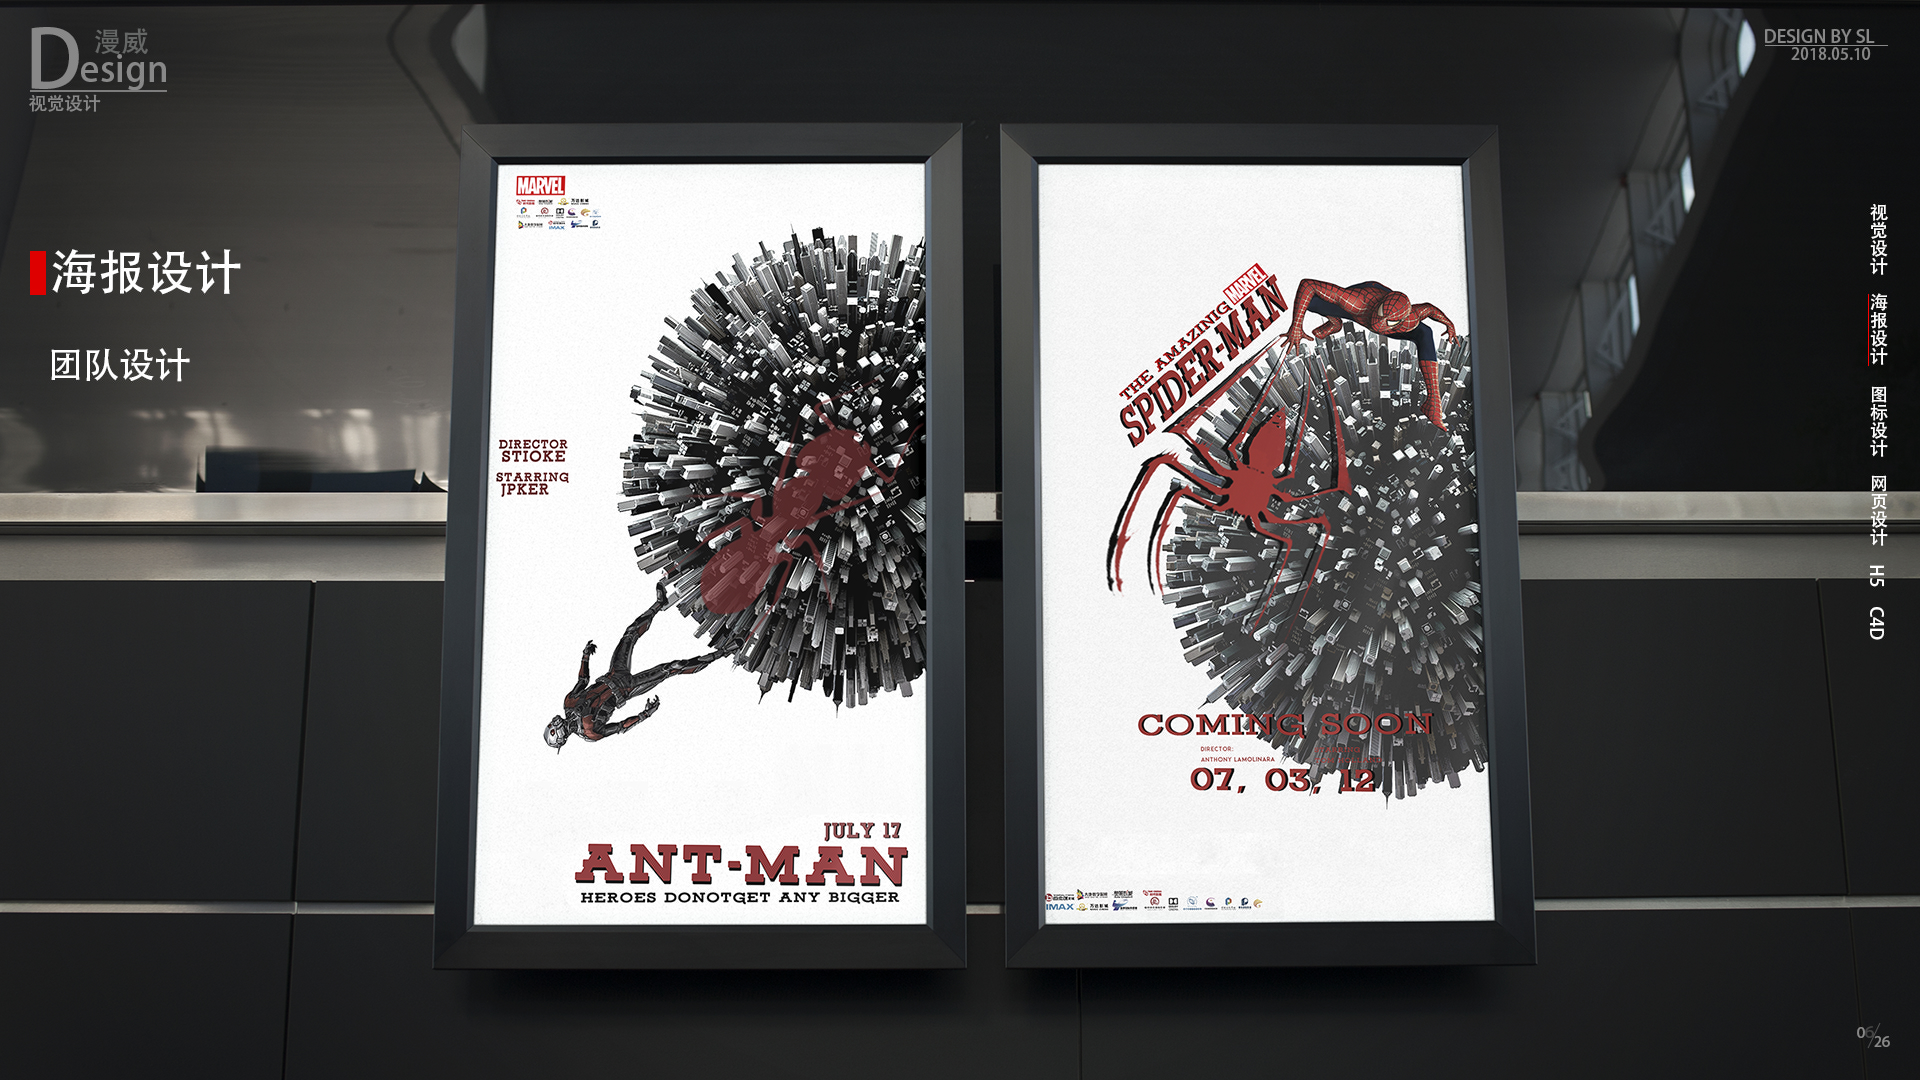 漫威
Design
视觉设计
DESIGN BY SL
2018.05.10
海报设计
团队设计
MARVEL
IMAX
DIRECTOR
STIOKE
STARRING
JPKER
JULY 17
ANT-MAN
HEROES DONOTGET ANY BIGGER
MARVEL
THE AMAZINIG
SPIDER-MAN
COMING SOON
DIRECTOR:
ANTHONY LAMOLINARA
07, 03, 12
IMAX
视觉设计
海报设计
图标设计
网页设计
H5
C4D
06/26